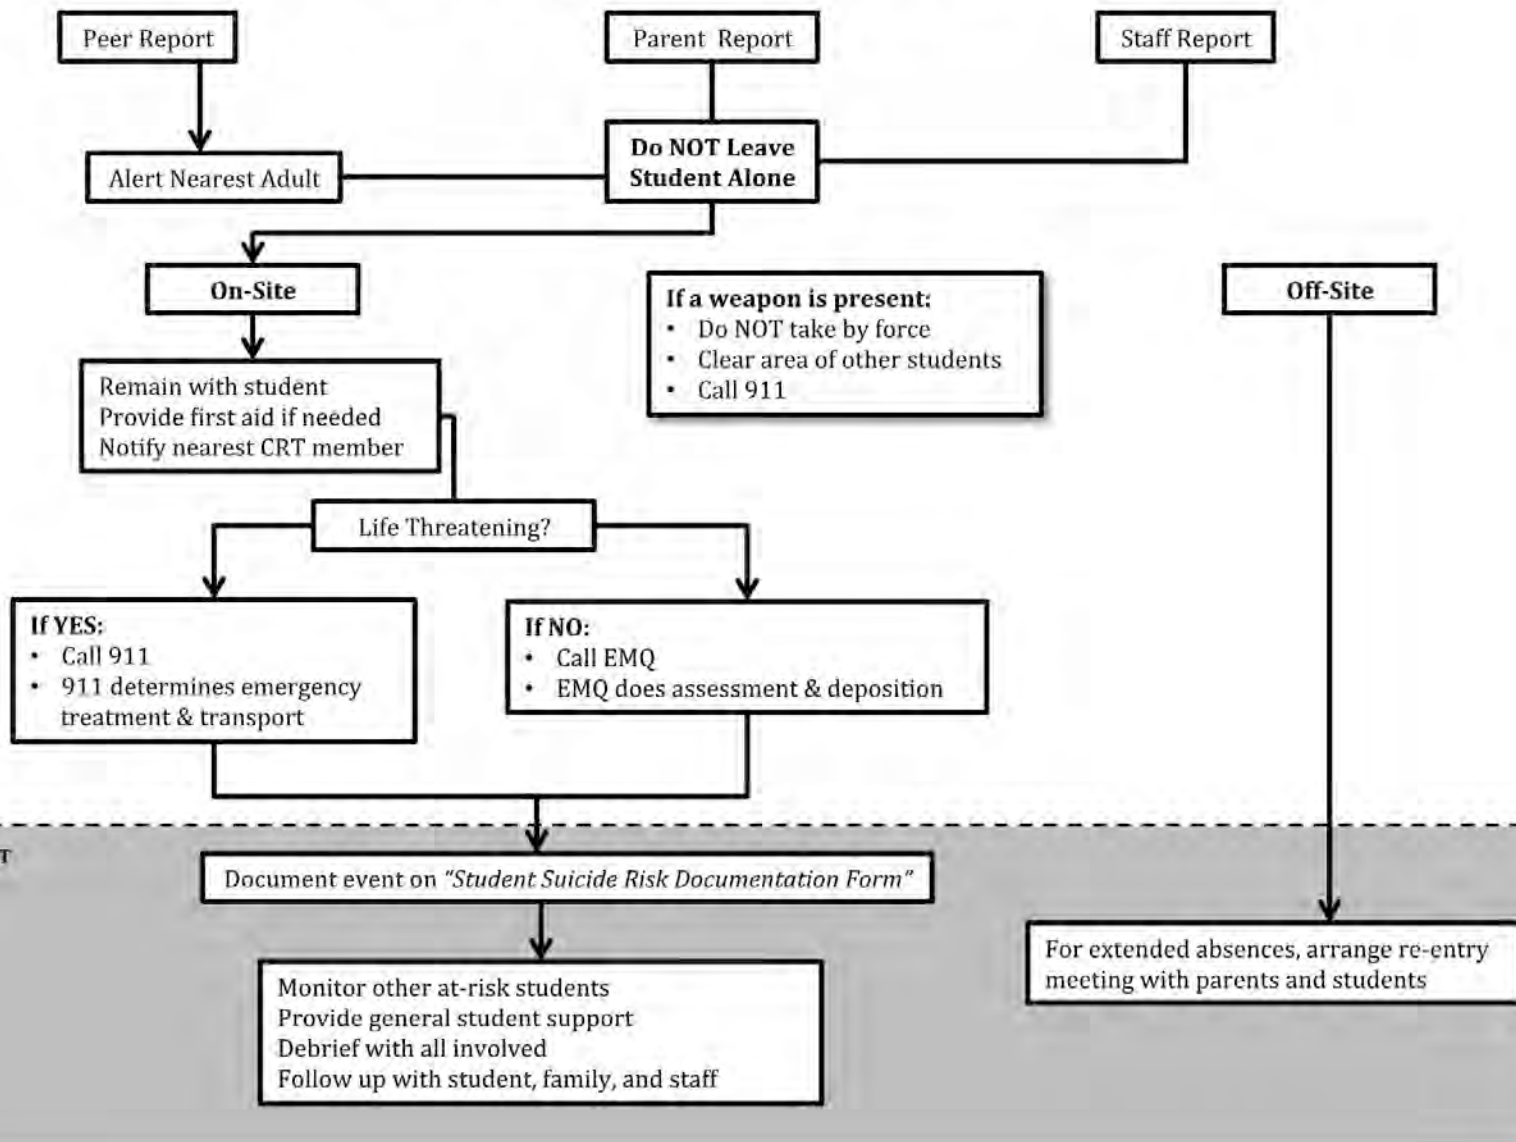 Peer Report
Parent Report
Staff Report
Do NOT Leave
Student Alone
Alert Nearest Adult
On-Site
If a weapon is present:
• Do NOT take by force
• Clear area of other students
• Call 911
Off-Site
Remain with student
Provide first aid if needed
Notify nearest CRT member
Life Threatening?
If YES:
• Call 911
• 911 determines emergency
treatment & transport
If NO:
• Call EMQ
• EMQ does assessment & deposition
T
Document event on "Student Suicide Risk Documentation Form"
For extended absences, arrange re-entry
meeting with parents and students
Monitor other at-risk students
Provide general student support
Debrief with all involved
Follow up with student, family, and staff